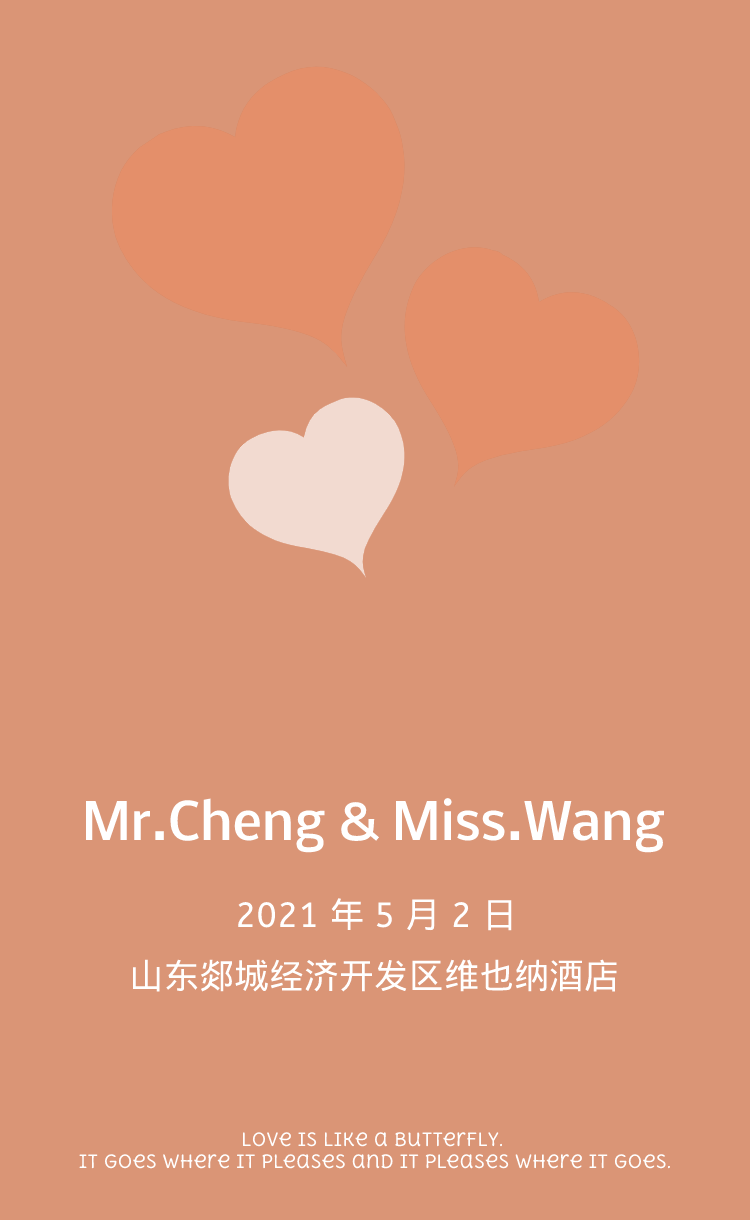 Mr.Cheng & Miss.Wang
2021 年 5 月 2 日
山东郯城经济开发区维也纳酒店
LOVE IS LIKE A BUTTERFLY.
IT GOES WHERE IT PLEASES AND IT PLEASES WHERE IT GOES.